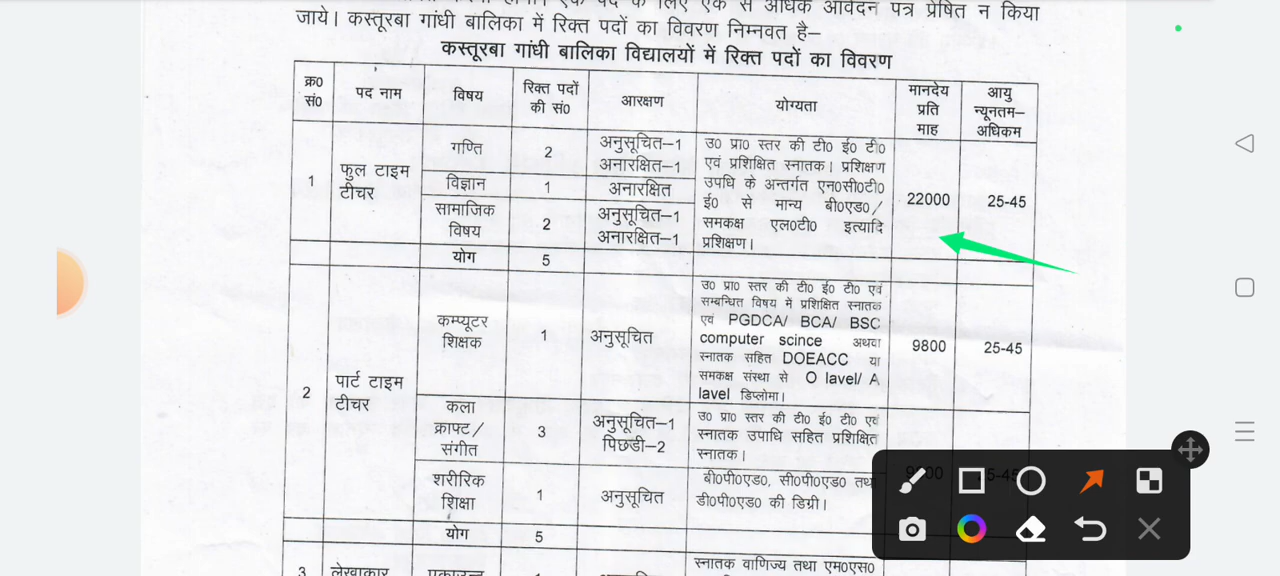 जाये। कस्तूरबा गांधी बालिका में रिक्त पदों का विवरण निम्नवत है–
कस्तूरबा गांधी बालिका विद्यालयों में रिक्त पदों का विवरण
क्र0 सं0 पद नाम विषय रिक्त पदों की सं0 आरक्षण योग्यता मानदेय प्रति माह आयु न्यूनतम– अधिकम
1 फुल टाइम टीचर
गण्ति 2 अनुसूचित–1
अनारक्षित–1
विज्ञान 1 अनारक्षित
सामाजिक विषय 2 अनुसूचित–1
अनारक्षित–1
उ0 प्रा0 स्तर की टी0 ई0 टी0
एवं प्रशिक्षित स्नातक। प्रशिक्षण
उपधि के अन्तर्गत एन0सी0टी0
ई0 से मान्य बी0एड0/
समकक्ष एल0टी0 इत्यादि
प्रशिक्षण।
22000 25-45
योग 5
2 पार्ट टाइम टीचर
कम्प्यूटर शिक्षक 1 अनुसूचित
उ0 प्रा0 स्तर की टी0 ई0 टी0 एवं
सम्बन्धित विषय में प्रशिक्षित स्नातक
एवं PGDCA/ BCA/ BSC
computer scince अथवा
स्नातक सहित DOEACC या
समकक्ष संस्था से O lavel/ A
lavel डिप्लोमा।
9800 25-45
कला क्राफ्ट/ संगीत 3 अनुसूचित–1
पिछडी–2
उ0 प्रा0 स्तर की टी0 ई0 टी0 एवं
स्नातक उपाधि सहित प्रशिक्षित
स्नातक।
शरीरिक शिक्षा 1 अनुसूचित
बी0पी0एड0, सी0पी0एड0 तथा
डी0पी0एड0 की डिग्री।
योग 5
3 लेखाकार
स्नातक वाणिज्य तथा एम0एस0